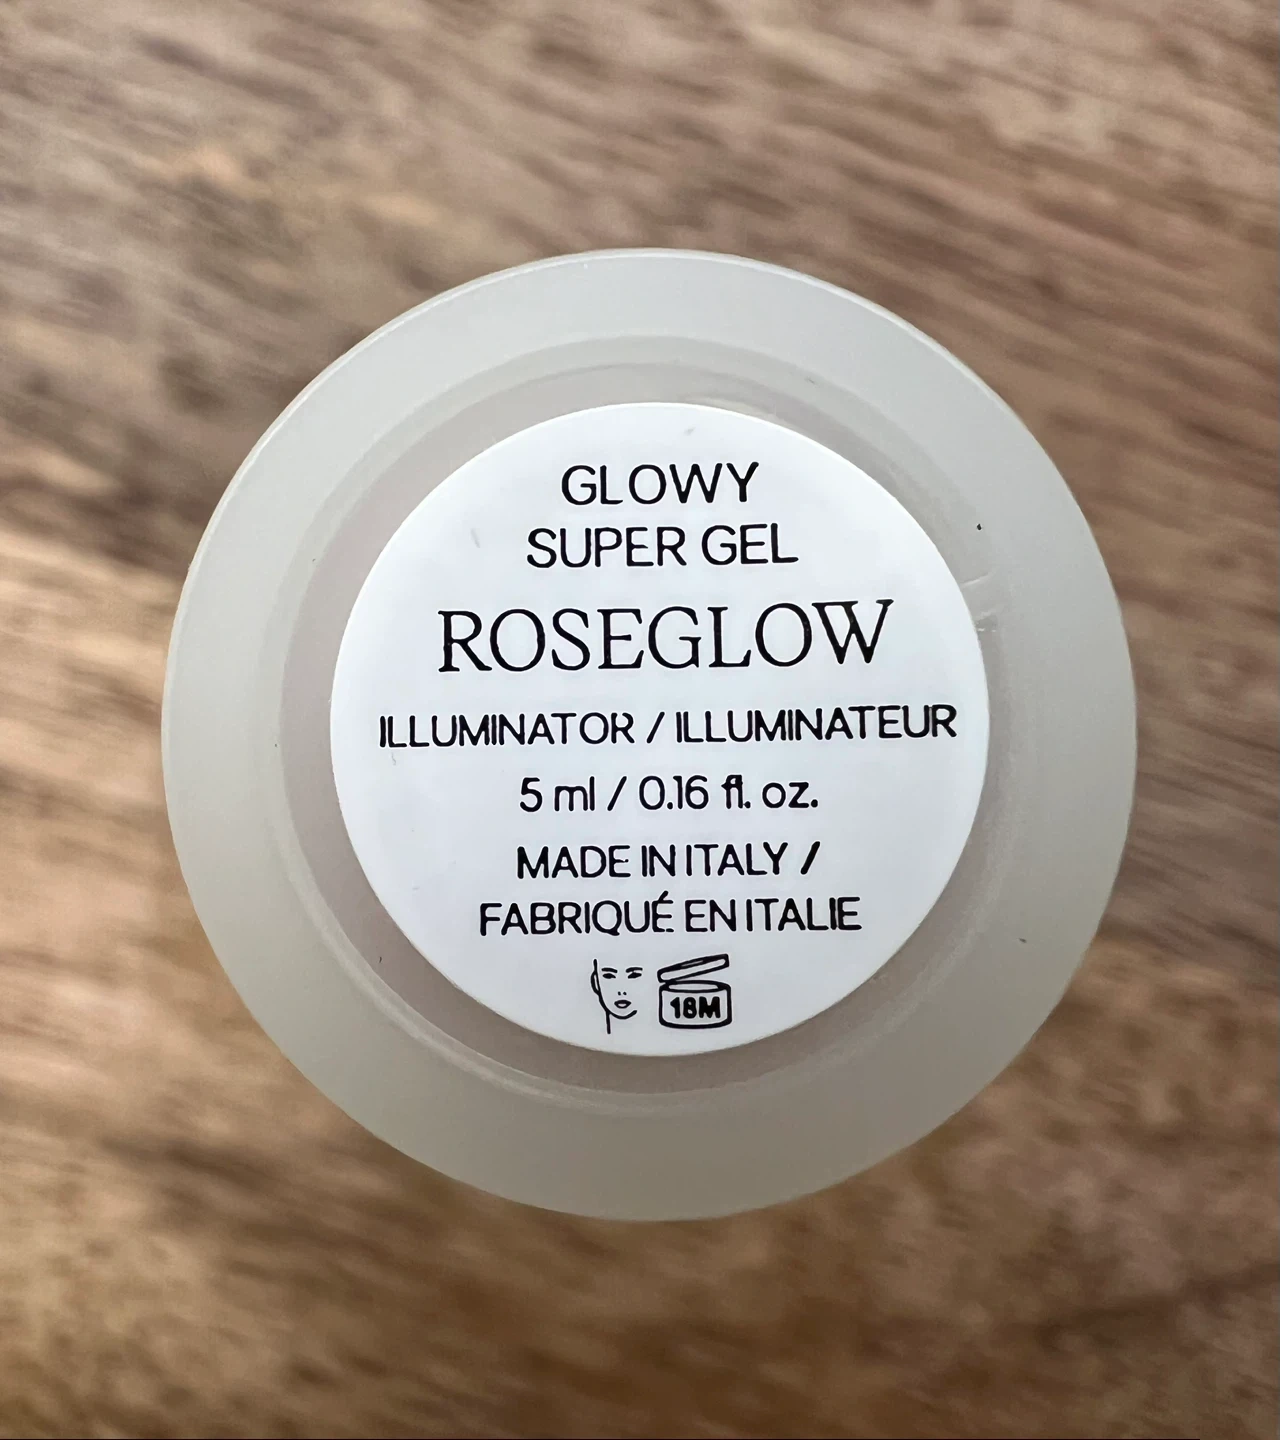 GLOWY
SUPER GEL
ROSEGLOW
ILLUMINATOR / ILLUMINATEUR
5 ml / 0.16 fl. oz.
MADE IN ITALY /
FABRIQUÉ EN ITALIE
18M